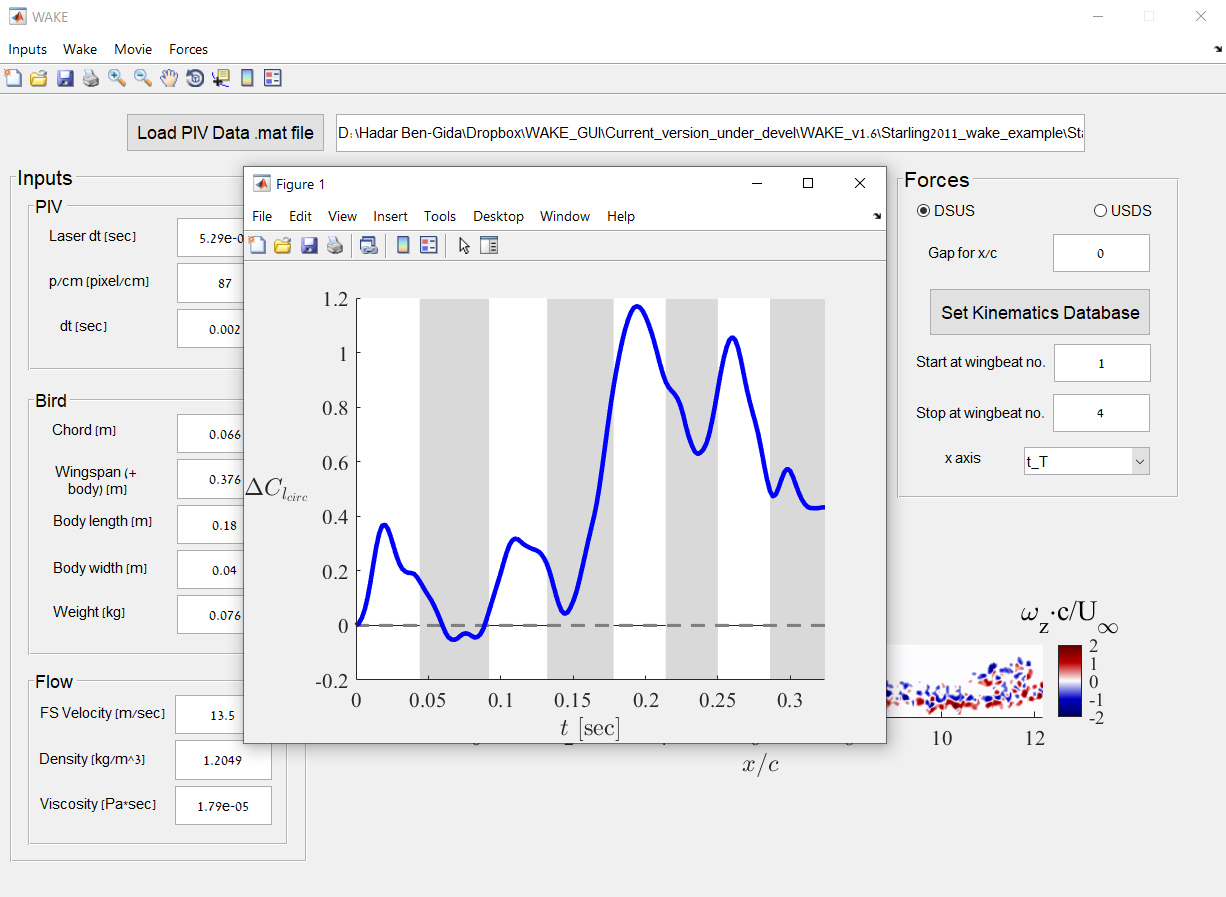 WAKE
Inputs Wake Movie Forces
Load PIV Data .mat file
D:\Hadar Ben-Gida\Dropbox\WAKE_GUI\Current_version_under_devel\WAKE_v1.6\Starling2011_wake_example\Sta
Inputs
PIV
Laser dt [sec] 5.29e-0
p/cm [pixel/cm] 87
dt [sec] 0.002
Bird
Chord [m] 0.066
Wingspan (+
body) [m] 0.376
Body length [m] 0.18
Body width [m] 0.04
Weight [kg] 0.076
Flow
FS Velocity [m/sec] 13.5
Density [kg/m^3] 1.2049
Viscosity [Pa*sec] 1.79e-05
Figure 1
File Edit View Insert Tools Desktop Window Help
1.2
1
0.8
0.6
0.4
0.2
0
-0.2
ΔC_{l_{circ}}
0 0.05 0.1 0.15 0.2 0.25 0.3
t [sec]
Forces
DSUS USDS
Gap for x/c 0
Set Kinematics Database
Start at wingbeat no. 1
Stop at wingbeat no. 4
x axis t_T
ω_z·c/U_∞
2
1
0
-1
-2
10 12
x/c